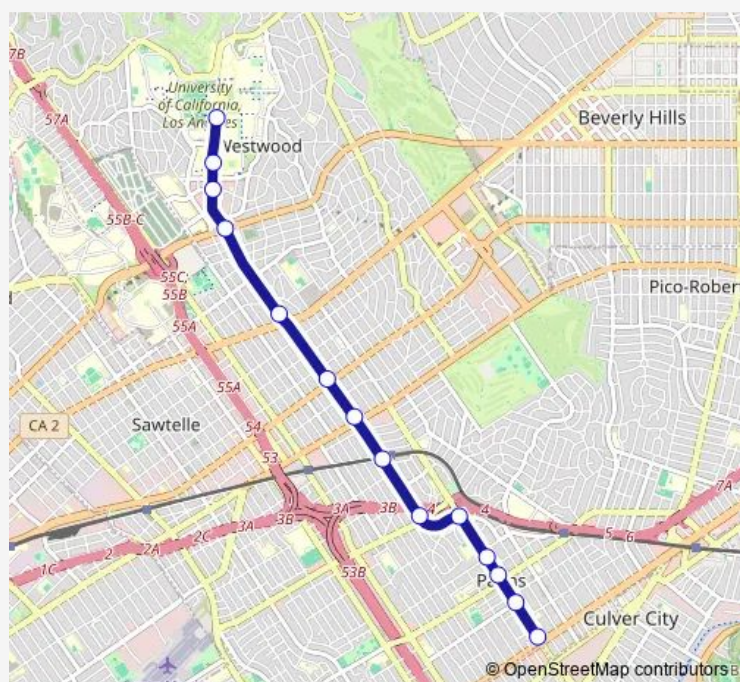 7B
57A
University
of California,
Los Angeles
Westwood
Beverly Hills
55B-C
55C;
55B
55A
Pico-Rober
55A
CA 2
Sawtelle
54
53
7A
3A
3B
4
4
3B
3A
2C
2A
2
1C
5
6
53B
Palms
Culver City
© OpenStreetMap contributors